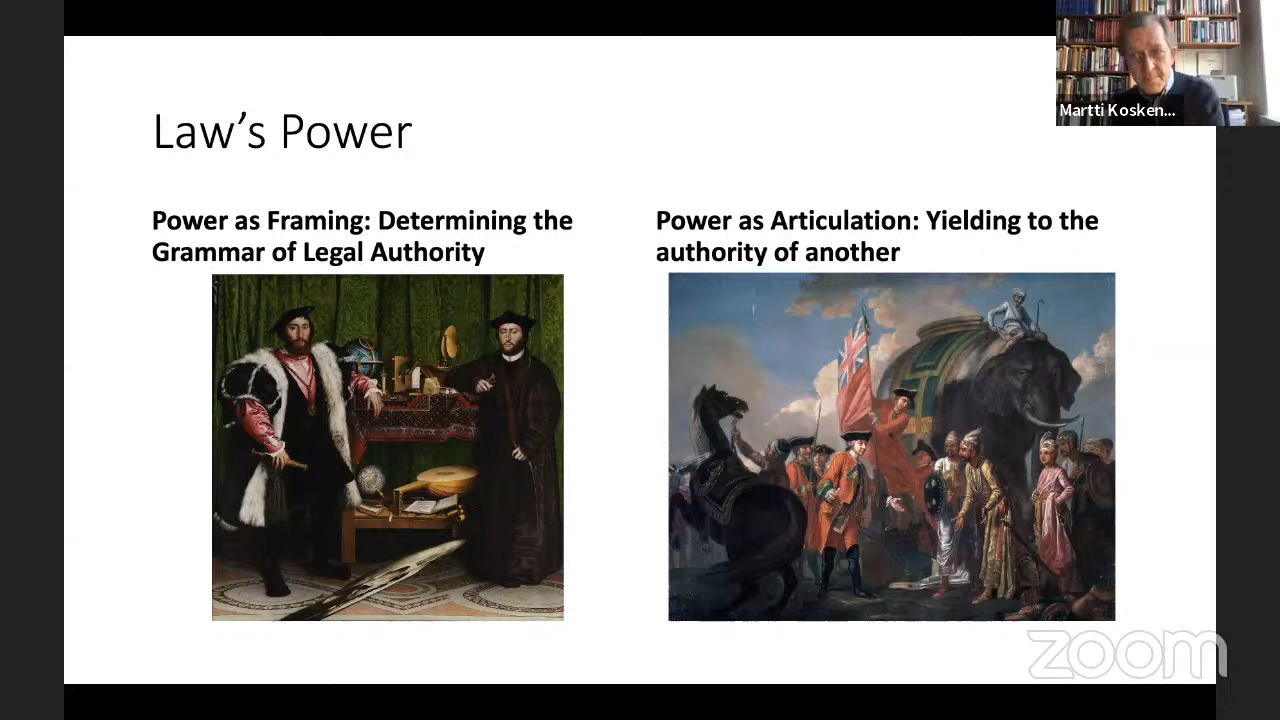 Martti Kosken...
Law’s Power
Power as Framing: Determining the
Grammar of Legal Authority
Power as Articulation: Yielding to the
authority of another
zoom